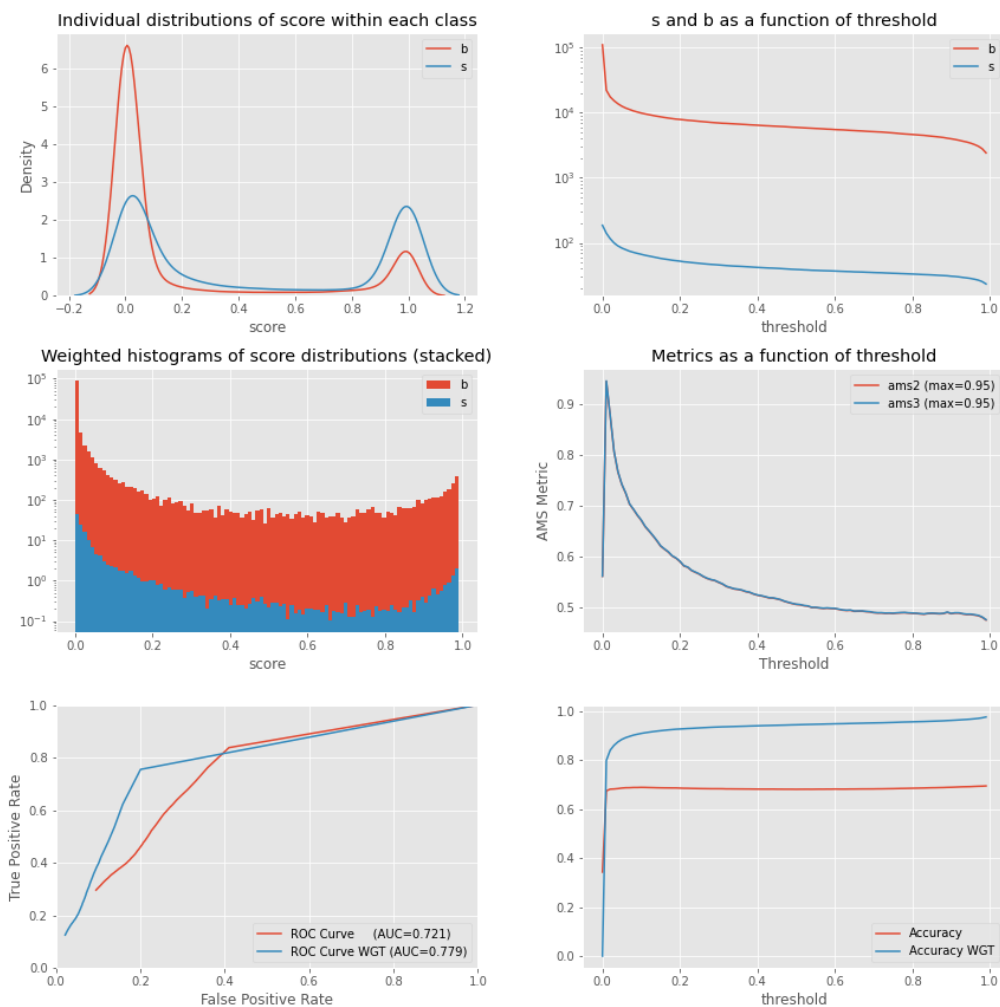 Individual distributions of score within each class
b
s
6
5
4
3
2
1
0
Density
−0.2
0.0
0.2
0.4
0.6
0.8
1.0
1.2
score
s and b as a function of threshold
b
s
10⁵
10⁴
10³
10²
0.0
0.2
0.4
0.6
0.8
1.0
threshold
Weighted histograms of score distributions (stacked)
b
s
10⁵
10⁴
10³
10²
10¹
10⁰
10⁻¹
0.0
0.2
0.4
0.6
0.8
1.0
score
Metrics as a function of threshold
ams2 (max=0.95)
ams3 (max=0.95)
0.9
0.8
0.7
0.6
0.5
AMS Metric
0.0
0.2
0.4
0.6
0.8
1.0
Threshold
1.0
0.8
0.6
0.4
0.2
0.0
True Positive Rate
ROC Curve (AUC=0.721)
ROC Curve WGT (AUC=0.779)
0.0
0.2
0.4
0.6
0.8
1.0
False Positive Rate
1.0
0.8
0.6
0.4
0.2
0.0
Accuracy
Accuracy WGT
0.0
0.2
0.4
0.6
0.8
1.0
threshold